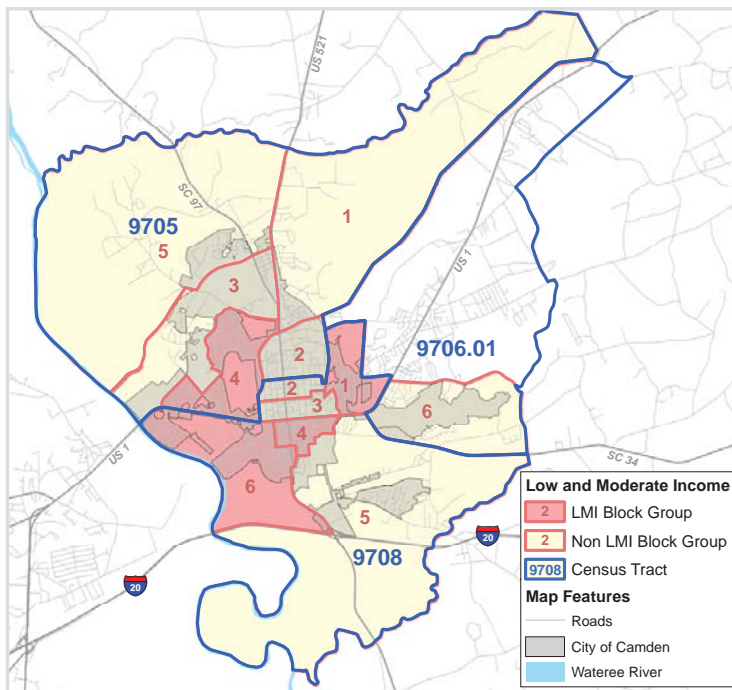 US 521
SC 97
9705
5
1
3
US 1
9706.01
2
4
2
1
3
6
4
US 1
SC 34
6
5
20
9708
20
Low and Moderate Income
2 LMI Block Group
2 Non LMI Block Group
9708 Census Tract
Map Features
Roads
City of Camden
Wateree River